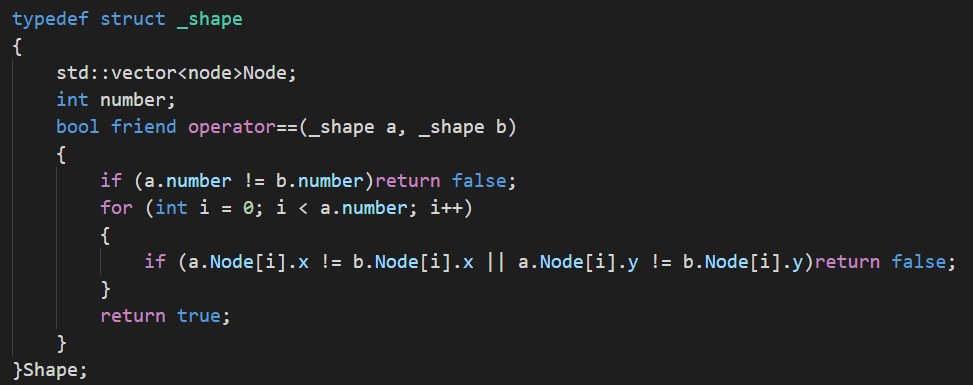 typedef struct _shape
{
    std::vector<node>Node;
    int number;
    bool friend operator==(_shape a, _shape b)
    {
        if (a.number != b.number)return false;
        for (int i = 0; i < a.number; i++)
        {
            if (a.Node[i].x != b.Node[i].x || a.Node[i].y != b.Node[i].y)return false;
        }
        return true;
    }
}Shape;